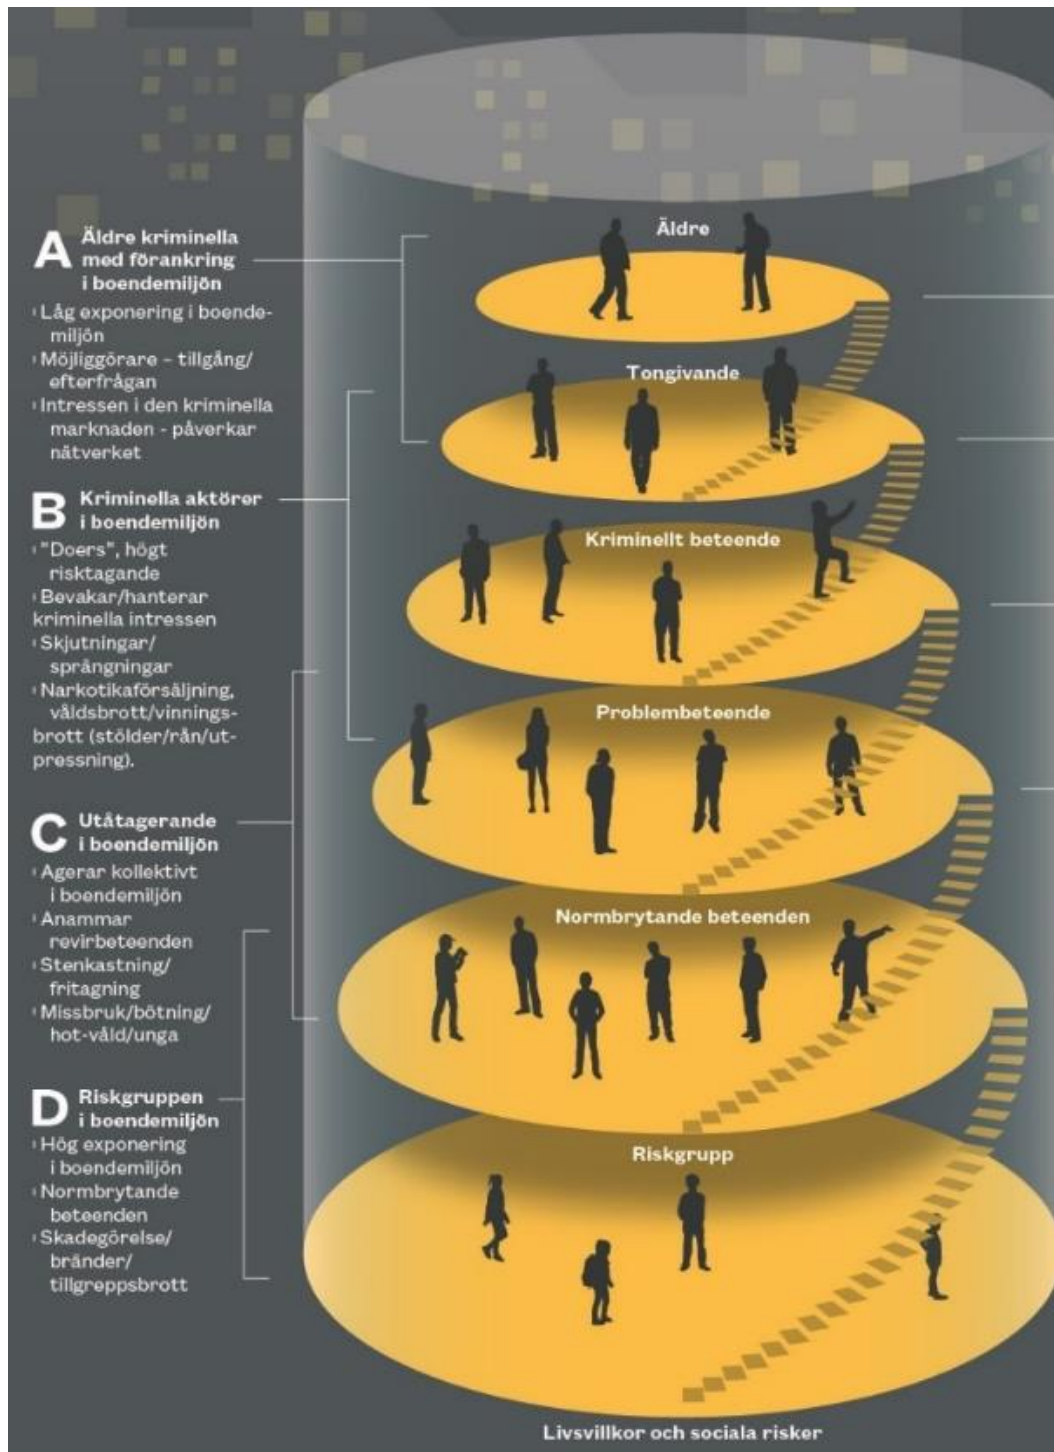 A Äldre kriminella
med förankring
i boendemiljön
Låg exponering i boende-
miljön
Möjliggörare – tillgång/
efterfrågan
Intressen i den kriminella
marknaden - påverkar
nätverket
B Kriminella aktörer
i boendemiljön
"Doers", högt
risktagande
Bevakar/hanterar
kriminella intressen
Skjutningar/
sprängningar
Narkotikaförsäljning,
våldsbrott/vinnings-
brott (stölder/rån/ut-
pressning).
C Utåtagerande
i boendemiljön
Agerar kollektivt
i boendemiljön
Anammar
revirbeteenden
Stenkastning/
fritagning
Missbruk/bötning/
hot-våld/unga
D Riskgruppen
i boendemiljön
Hög exponering
i boendemiljön
Normbrytande
beteenden
Skadegörelse/
bränder/
tillgreppsbrott
Äldre
Tongivande
Kriminellt beteende
Problembeteende
Normbrytande beteenden
Riskgrupp
Livsvillkor och sociala risker